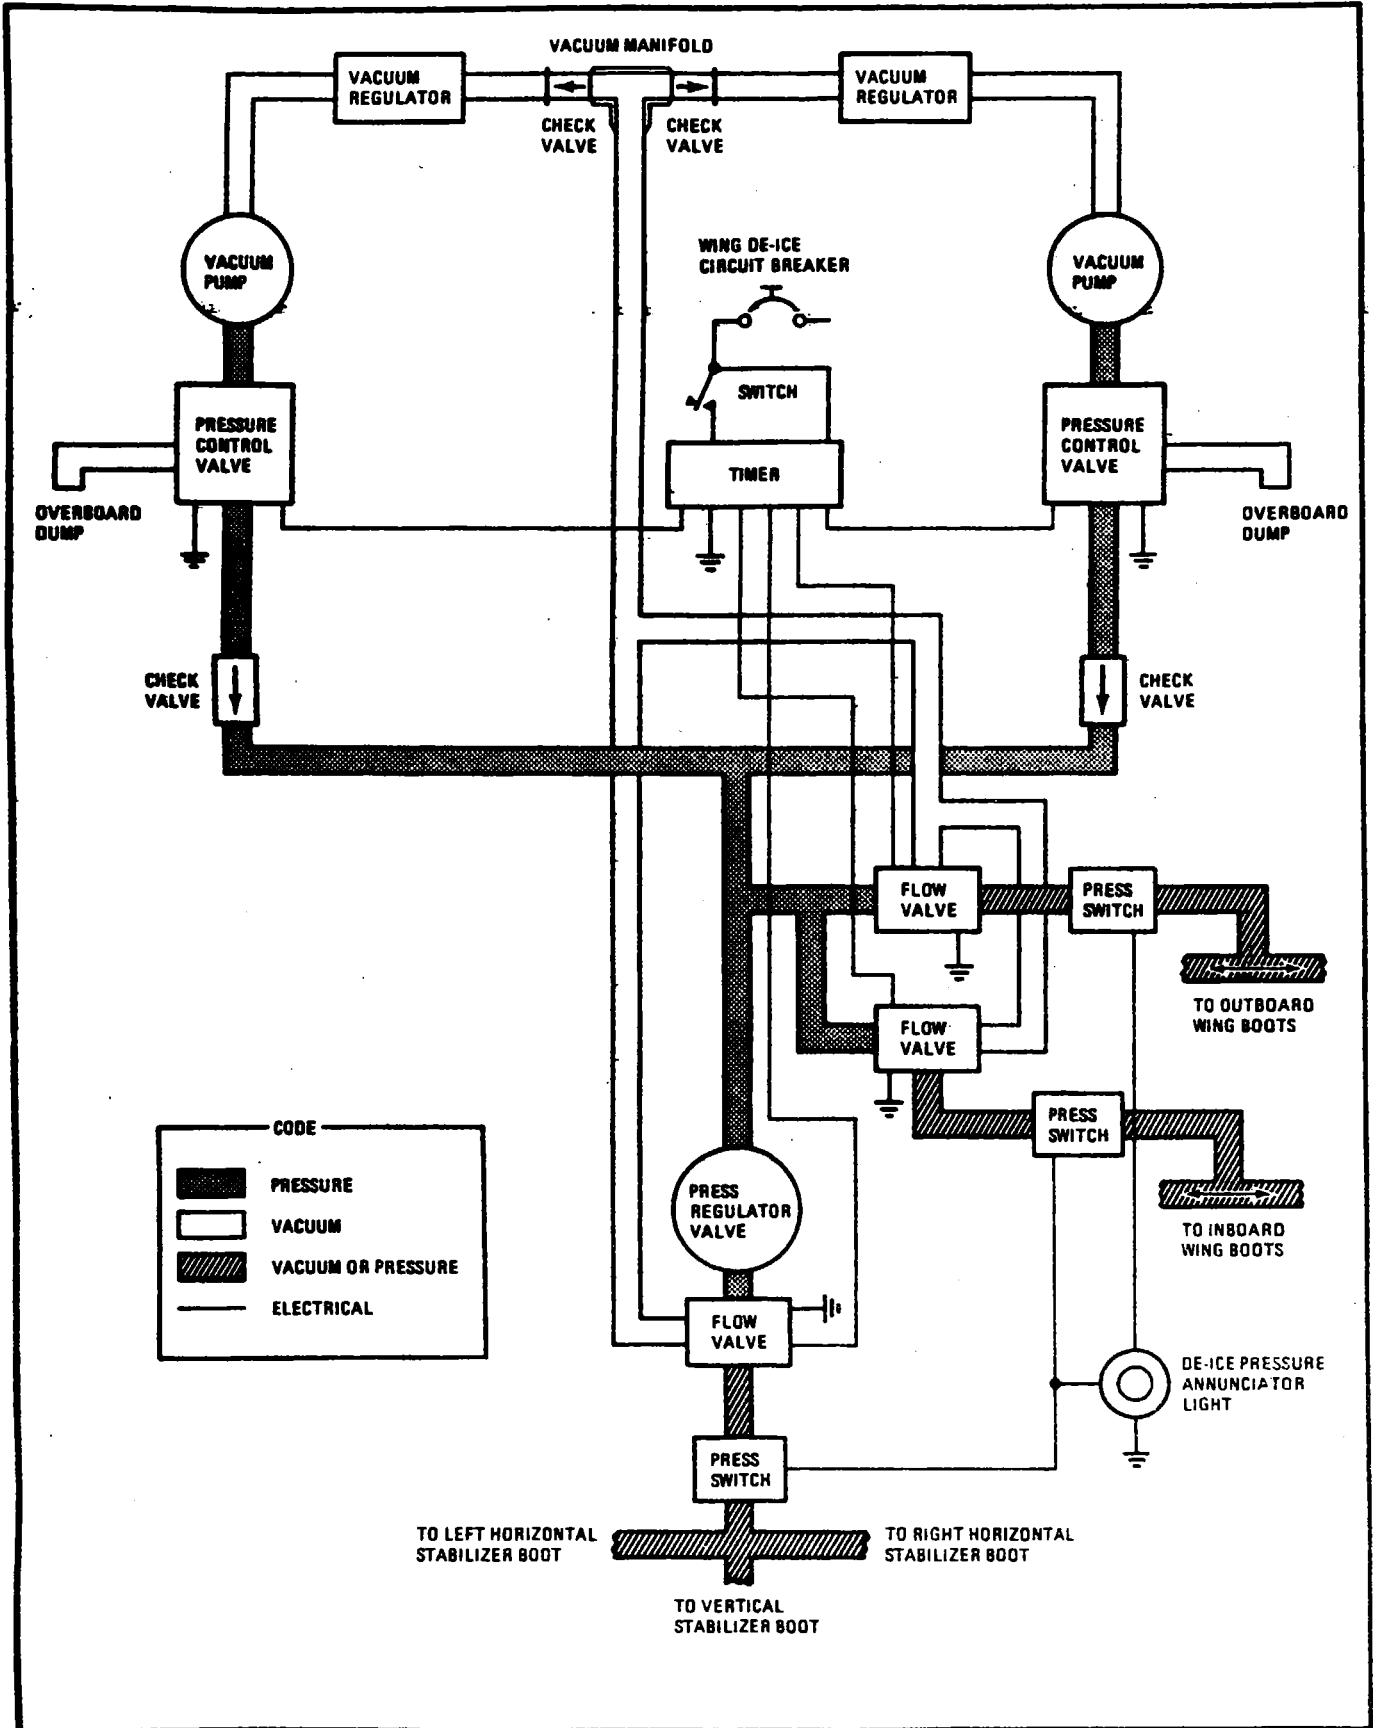 VACUUM MANIFOLD
VACUUM
REGULATOR
VACUUM
REGULATOR
CHECK
VALVE
CHECK
VALVE
WING DE-ICE
CIRCUIT BREAKER
VACUUM
PUMP
VACUUM
PUMP
SWITCH
PRESSURE
CONTROL
VALVE
TIMER
PRESSURE
CONTROL
VALVE
OVERBOARD
DUMP
OVERBOARD
DUMP
CHECK
VALVE
CHECK
VALVE
FLOW
VALVE
PRESS
SWITCH
TO OUTBOARD
WING BOOTS
FLOW
VALVE
PRESS
SWITCH
TO INBOARD
WING BOOTS
CODE
PRESSURE
VACUUM
VACUUM OR PRESSURE
ELECTRICAL
PRESS
REGULATOR
VALVE
FLOW
VALVE
DE-ICE PRESSURE
ANNUNCIATOR
LIGHT
PRESS
SWITCH
TO LEFT HORIZONTAL
STABILIZER BOOT
TO RIGHT HORIZONTAL
STABILIZER BOOT
TO VERTICAL
STABILIZER BOOT